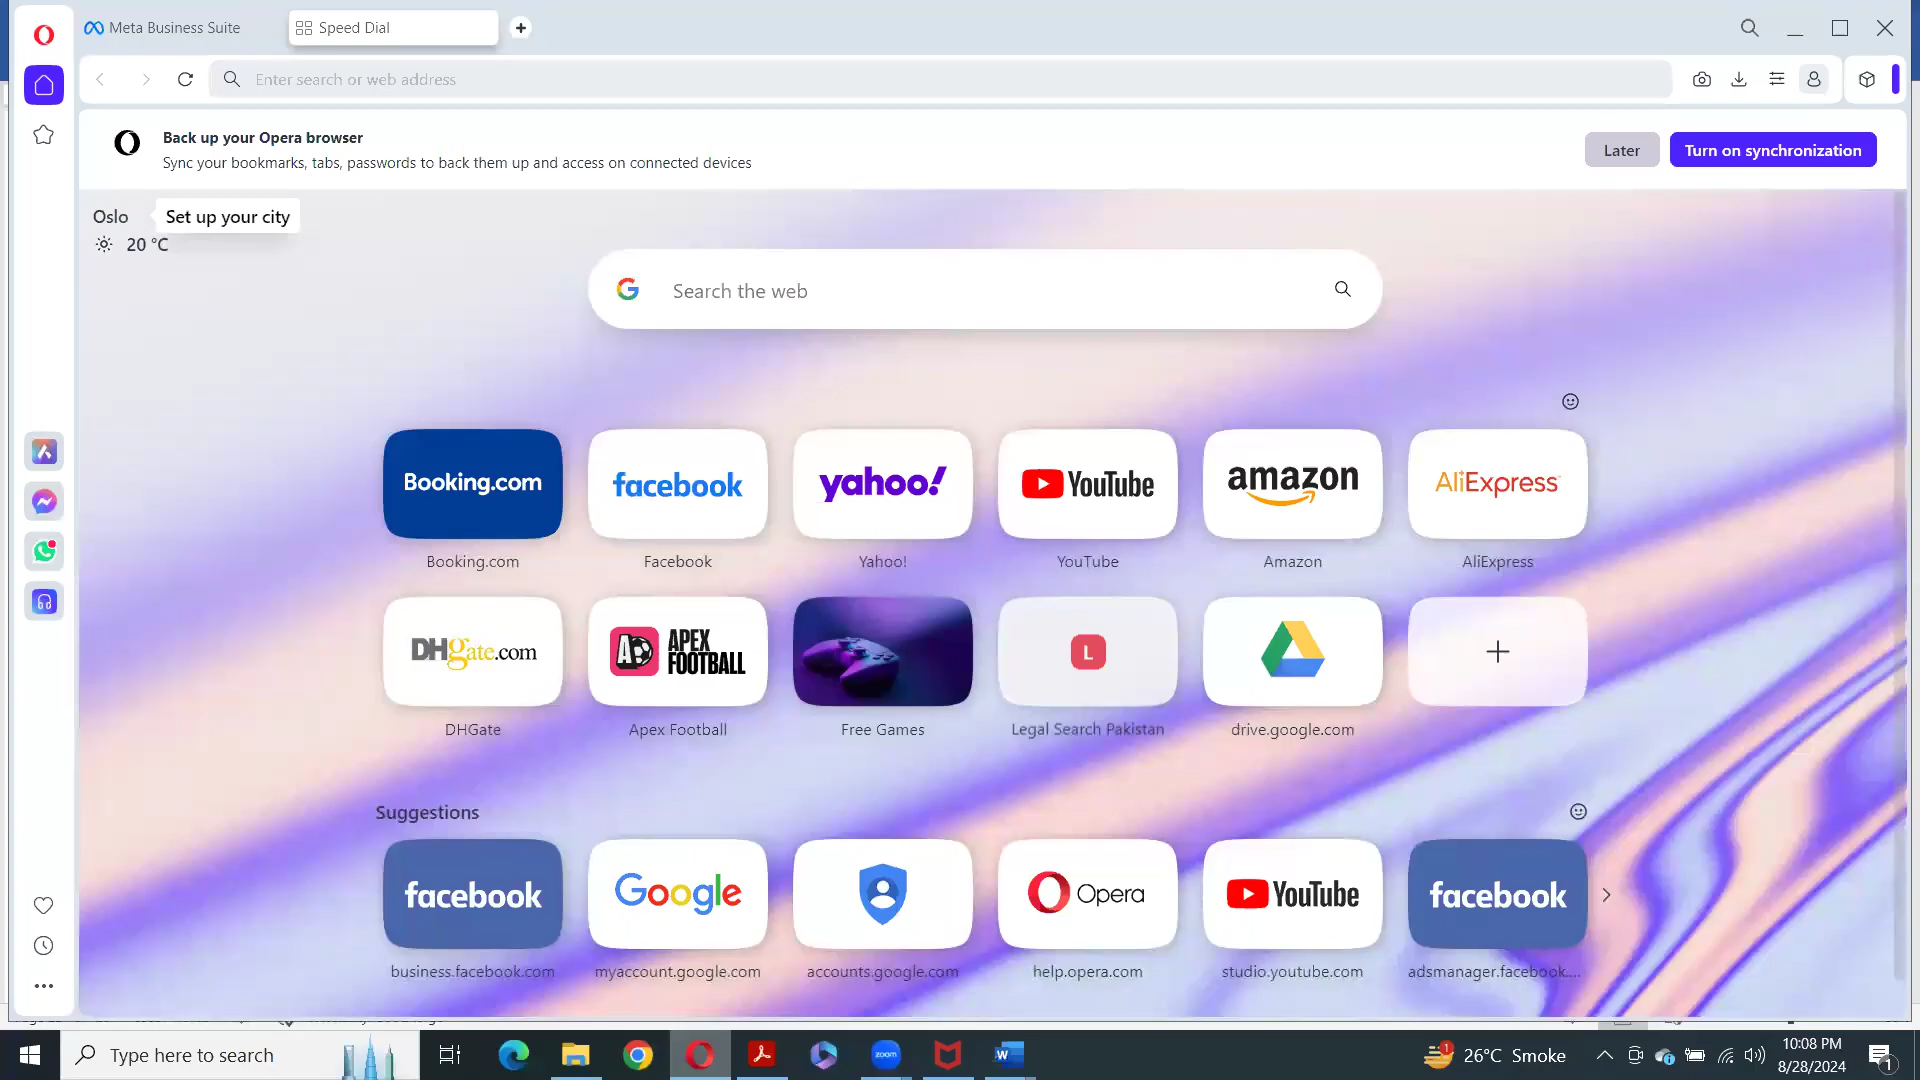 Meta Business Suite
Speed Dial
Enter search or web address
Back up your Opera browser
Sync your bookmarks, tabs, passwords to back them up and access on connected devices
Later
Turn on synchronization
Oslo
Set up your city
20 °C
Search the web
Booking.com
facebook
yahoo!
YouTube
amazon
AliExpress
Booking.com
Facebook
Yahoo!
YouTube
Amazon
AliExpress
DHgate.com
AD
APEX
FOOTBALL
L
DHGate
Apex Football
Free Games
Legal Search Pakistan
drive.google.com
Suggestions
facebook
Google
Opera
YouTube
facebook
business.facebook.com
myaccount.google.com
accounts.google.com
help.opera.com
studio.youtube.com
adsmanager.facebook....
Type here to search
zoom
W
1
26°C Smoke
10:08 PM
8/28/2024
1